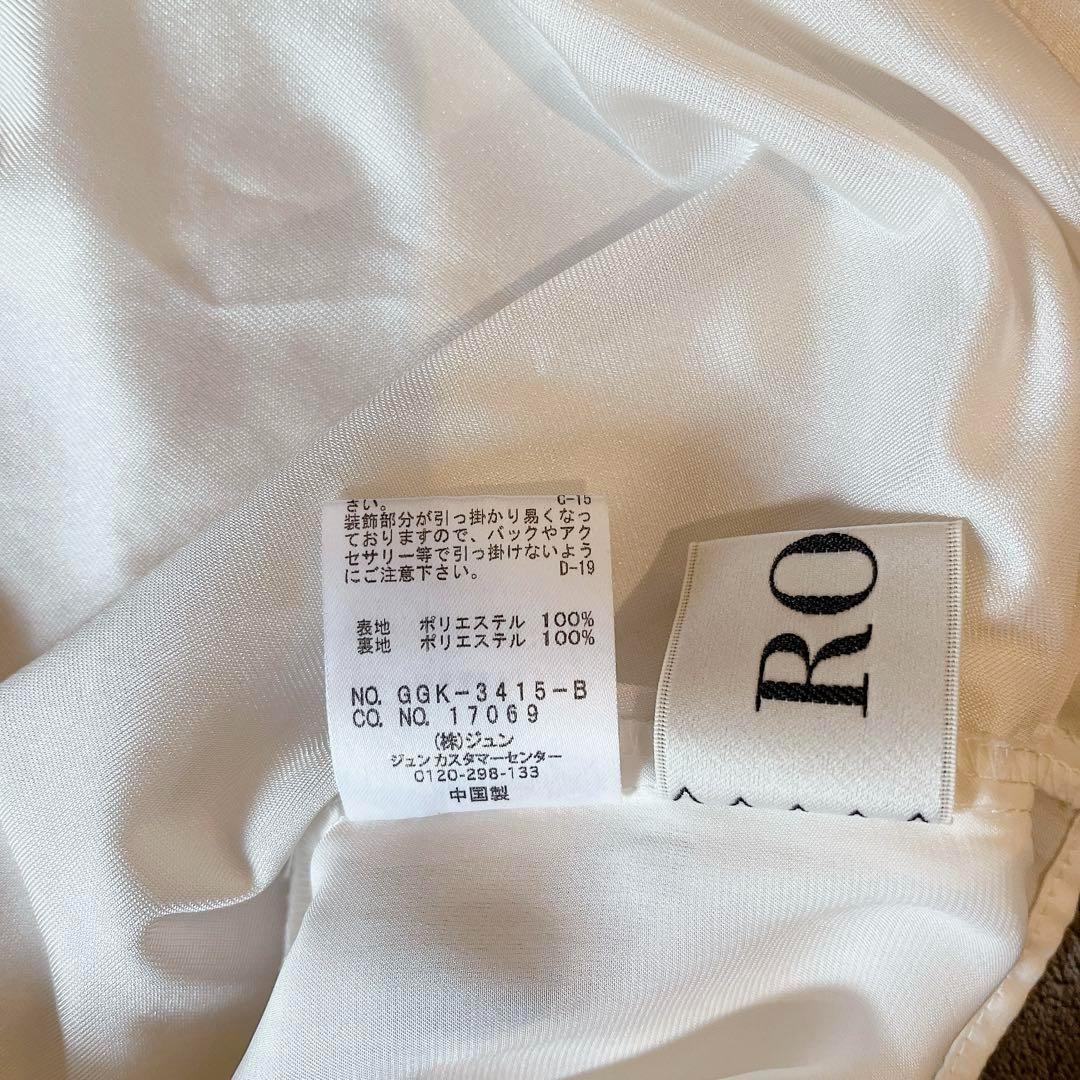 さい。 C-15
装飾部分が引っ掛かり易くなっ
ておりますので、バックやアク
セサリー等で引っ掛けないよう
にご注意下さい。 D-19
表地 ポリエステル 100%
裏地 ポリエステル 100%
NO. GGK-3415-B
CO. NO. 17069
(株)ジュン
ジュン カスタマーセンター
0120-298-133
中国製
RO